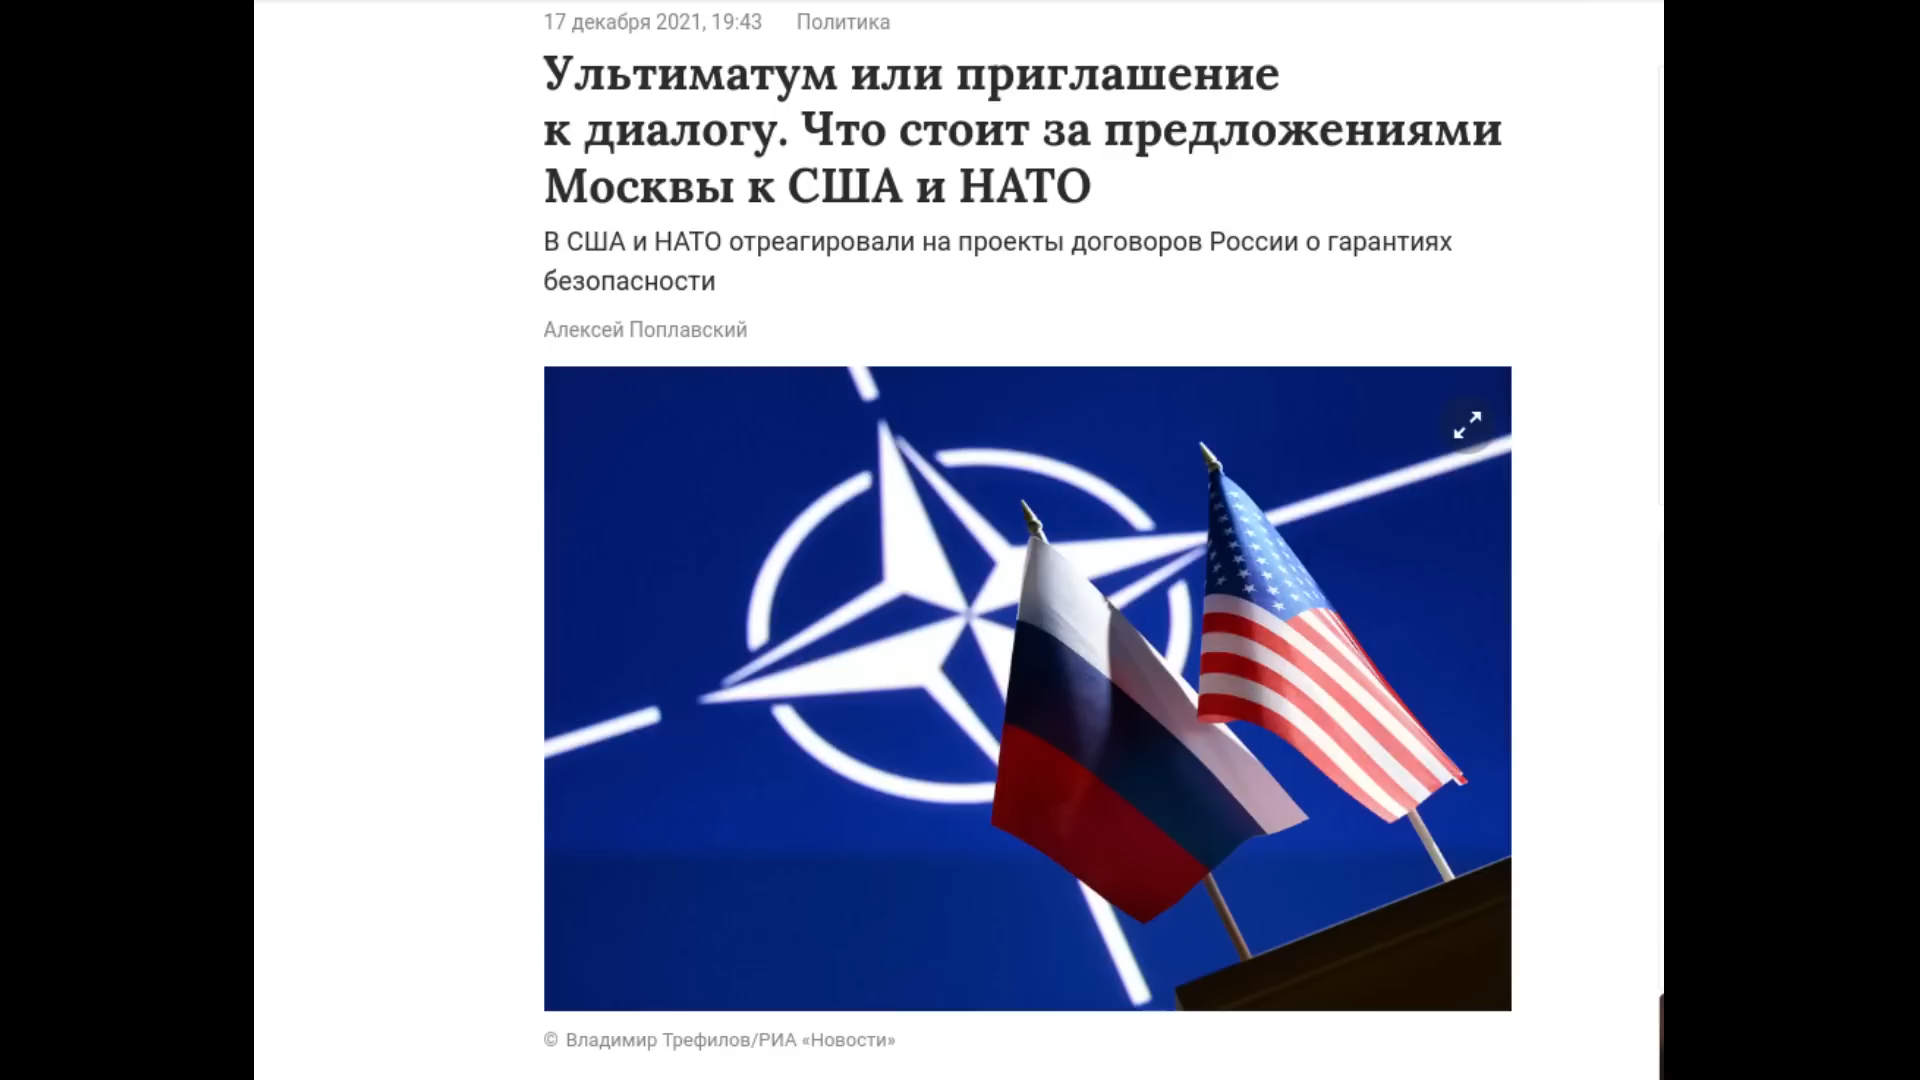 17 декабря 2021, 19:43 Политика
Ультиматум или приглашение
к диалогу. Что стоит за предложениями
Москвы к США и НАТО
В США и НАТО отреагировали на проекты договоров России о гарантиях
безопасности
Алексей Поплавский
© Владимир Трефилов/РИА «Новости»